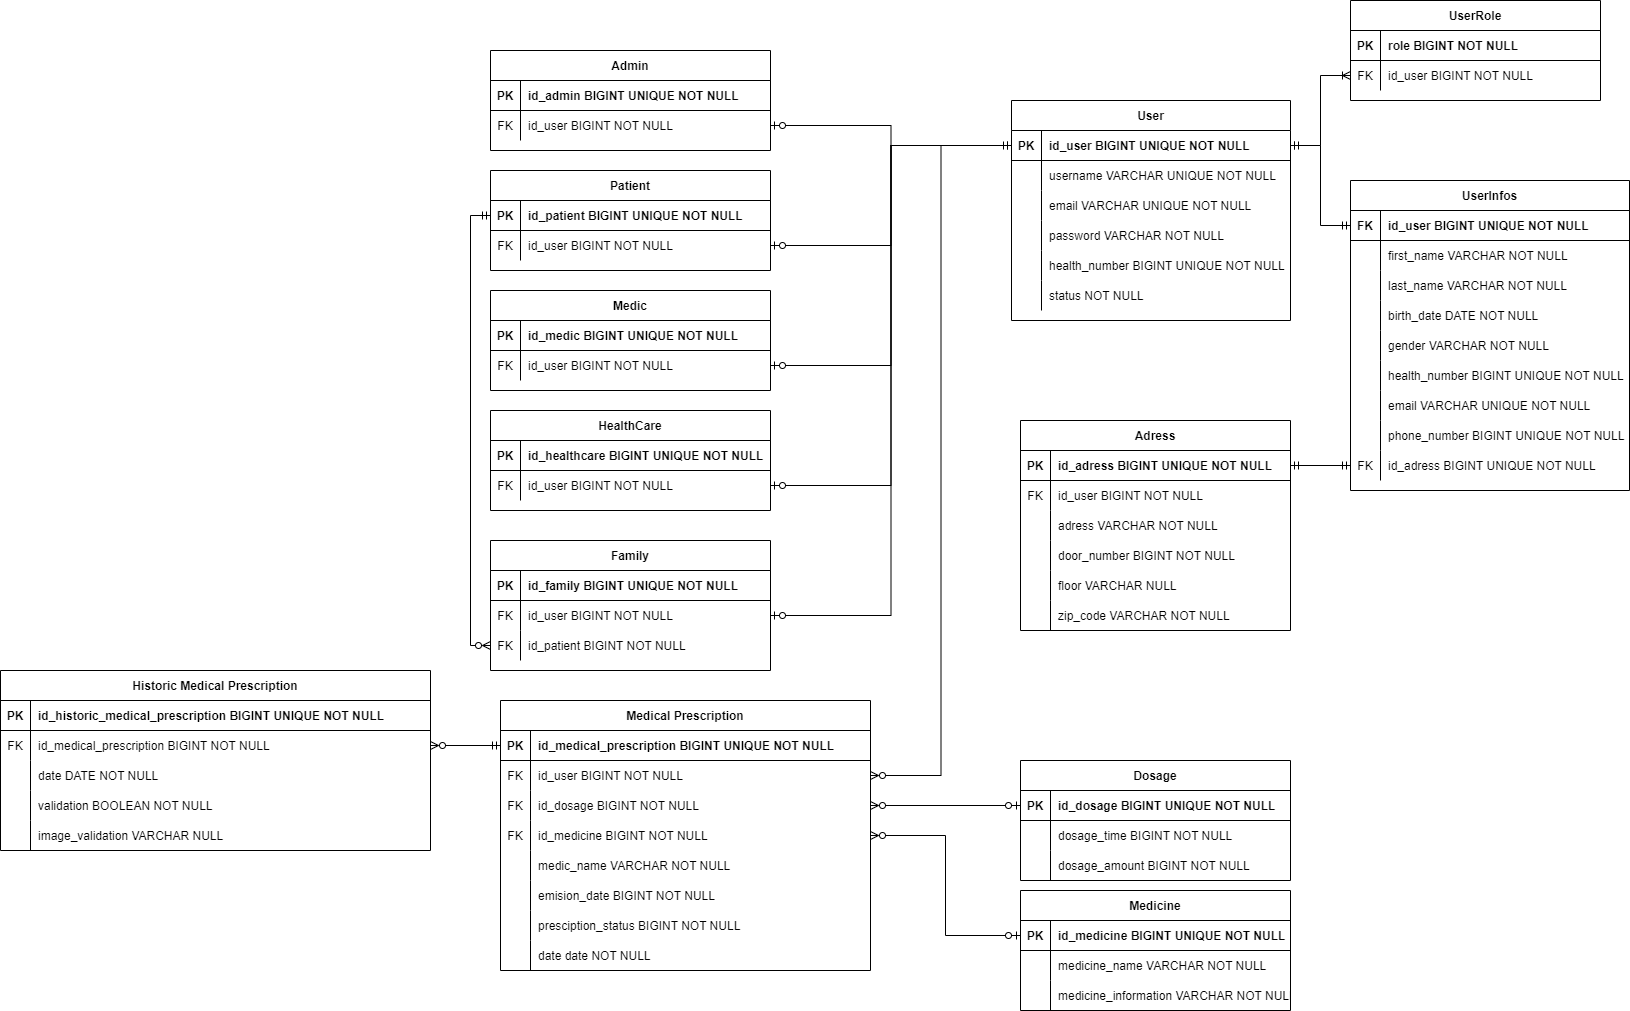 UserRole
PK role BIGINT NOT NULL
FK id_user BIGINT NOT NULL
Admin
PK id_admin BIGINT UNIQUE NOT NULL
FK id_user BIGINT NOT NULL
User
PK id_user BIGINT UNIQUE NOT NULL
username VARCHAR UNIQUE NOT NULL
email VARCHAR UNIQUE NOT NULL
password VARCHAR NOT NULL
health_number BIGINT UNIQUE NOT NULL
status NOT NULL
Patient
PK id_patient BIGINT UNIQUE NOT NULL
FK id_user BIGINT NOT NULL
UserInfos
FK id_user BIGINT UNIQUE NOT NULL
first_name VARCHAR NOT NULL
last_name VARCHAR NOT NULL
birth_date DATE NOT NULL
gender VARCHAR NOT NULL
health_number BIGINT UNIQUE NOT NULL
email VARCHAR UNIQUE NOT NULL
phone_number BIGINT UNIQUE NOT NULL
FK id_adress BIGINT UNIQUE NOT NULL
Medic
PK id_medic BIGINT UNIQUE NOT NULL
FK id_user BIGINT NOT NULL
HealthCare
PK id_healthcare BIGINT UNIQUE NOT NULL
FK id_user BIGINT NOT NULL
Adress
PK id_adress BIGINT UNIQUE NOT NULL
FK id_user BIGINT NOT NULL
adress VARCHAR NOT NULL
door_number BIGINT NOT NULL
floor VARCHAR NULL
zip_code VARCHAR NOT NULL
Family
PK id_family BIGINT UNIQUE NOT NULL
FK id_user BIGINT NOT NULL
FK id_patient BIGINT NOT NULL
Historic Medical Prescription
PK id_historic_medical_prescription BIGINT UNIQUE NOT NULL
FK id_medical_prescription BIGINT NOT NULL
date DATE NOT NULL
validation BOOLEAN NOT NULL
image_validation VARCHAR NULL
Medical Prescription
PK id_medical_prescription BIGINT UNIQUE NOT NULL
FK id_user BIGINT NOT NULL
FK id_dosage BIGINT NOT NULL
FK id_medicine BIGINT NOT NULL
medic_name VARCHAR NOT NULL
emision_date BIGINT NOT NULL
presciption_status BIGINT NOT NULL
date date NOT NULL
Dosage
PK id_dosage BIGINT UNIQUE NOT NULL
dosage_time BIGINT NOT NULL
dosage_amount BIGINT NOT NULL
Medicine
PK id_medicine BIGINT UNIQUE NOT NULL
medicine_name VARCHAR NOT NULL
medicine_information VARCHAR NOT NUL